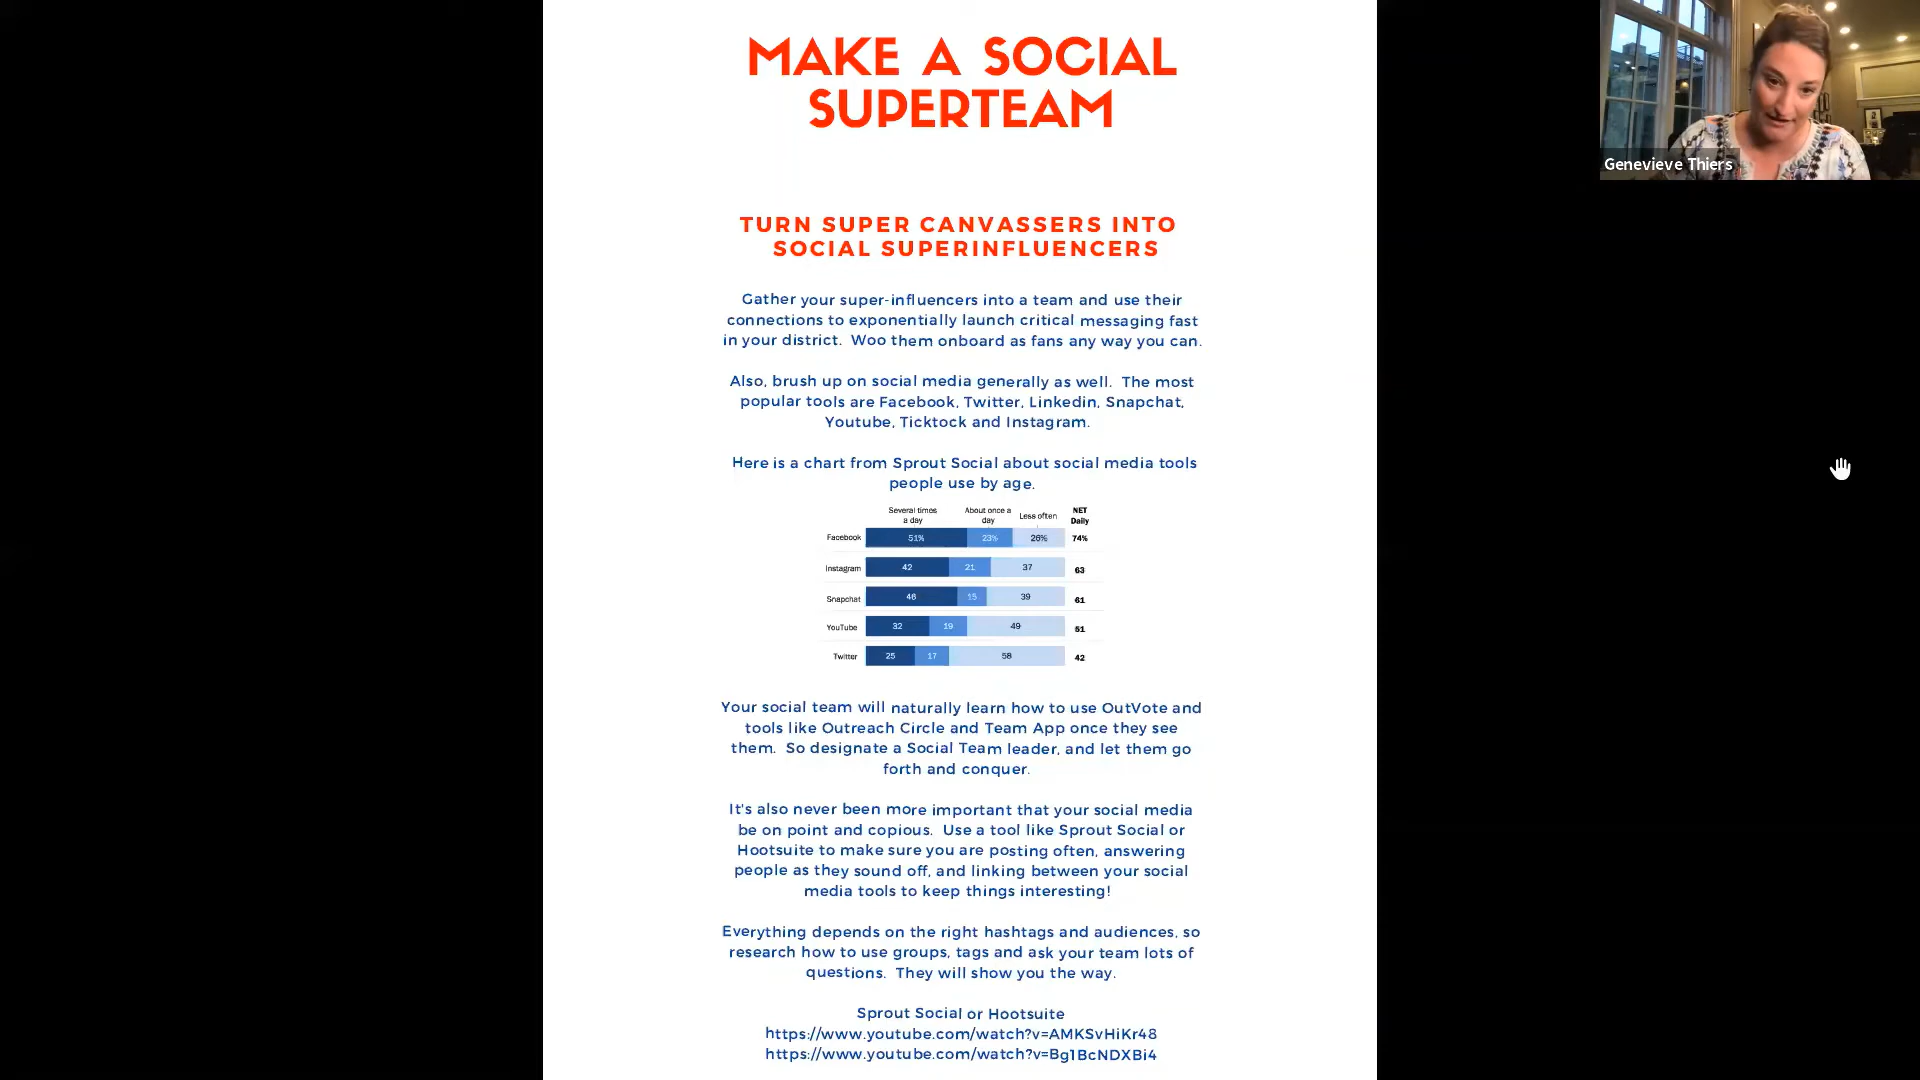 MAKE A SOCIAL
SUPERTEAM
TURN SUPER CANVASSERS INTO
SOCIAL SUPERINFLUENCERS
Gather your super-influencers into a team and use their
connections to exponentially launch critical messaging fast
in your district. Woo them onboard as fans any way you can.
Also, brush up on social media generally as well. The most
popular tools are Facebook, Twitter, Linkedin, Snapchat,
Youtube, Ticktock and Instagram.
Here is a chart from Sprout Social about social media tools
people use by age.
Several times a day About once a day Less often NET Daily
Facebook 51% 23% 26% 74%
Instagram 42 21 37 63
Snapchat 46 15 39 61
YouTube 32 19 49 51
Twitter 25 17 58 42
Your social team will naturally learn how to use OutVote and
tools like Outreach Circle and Team App once they see
them. So designate a Social Team leader, and let them go
forth and conquer.
It's also never been more important that your social media
be on point and copious. Use a tool like Sprout Social or
Hootsuite to make sure you are posting often, answering
people as they sound off, and linking between your social
media tools to keep things interesting!
Everything depends on the right hashtags and audiences, so
research how to use groups, tags and ask your team lots of
questions. They will show you the way.
Sprout Social or Hootsuite
https://www.youtube.com/watch?v=AMKSvHiKr48
https://www.youtube.com/watch?v=Bg1BcNDXBi4
Genevieve Thiers